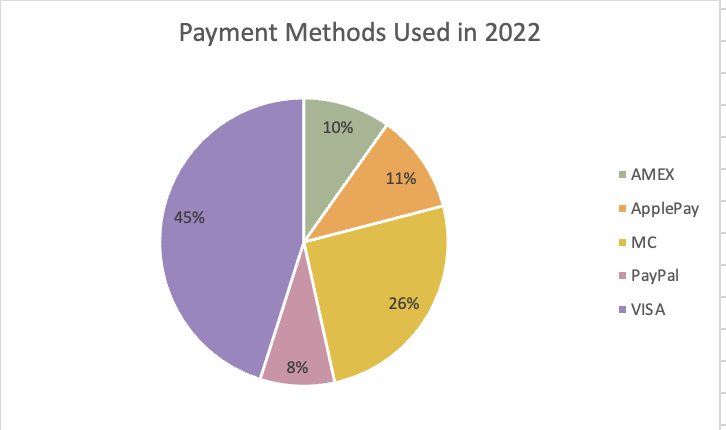 Payment Methods Used in 2022
10%
11%
26%
8%
45%
AMEX
ApplePay
MC
PayPal
VISA